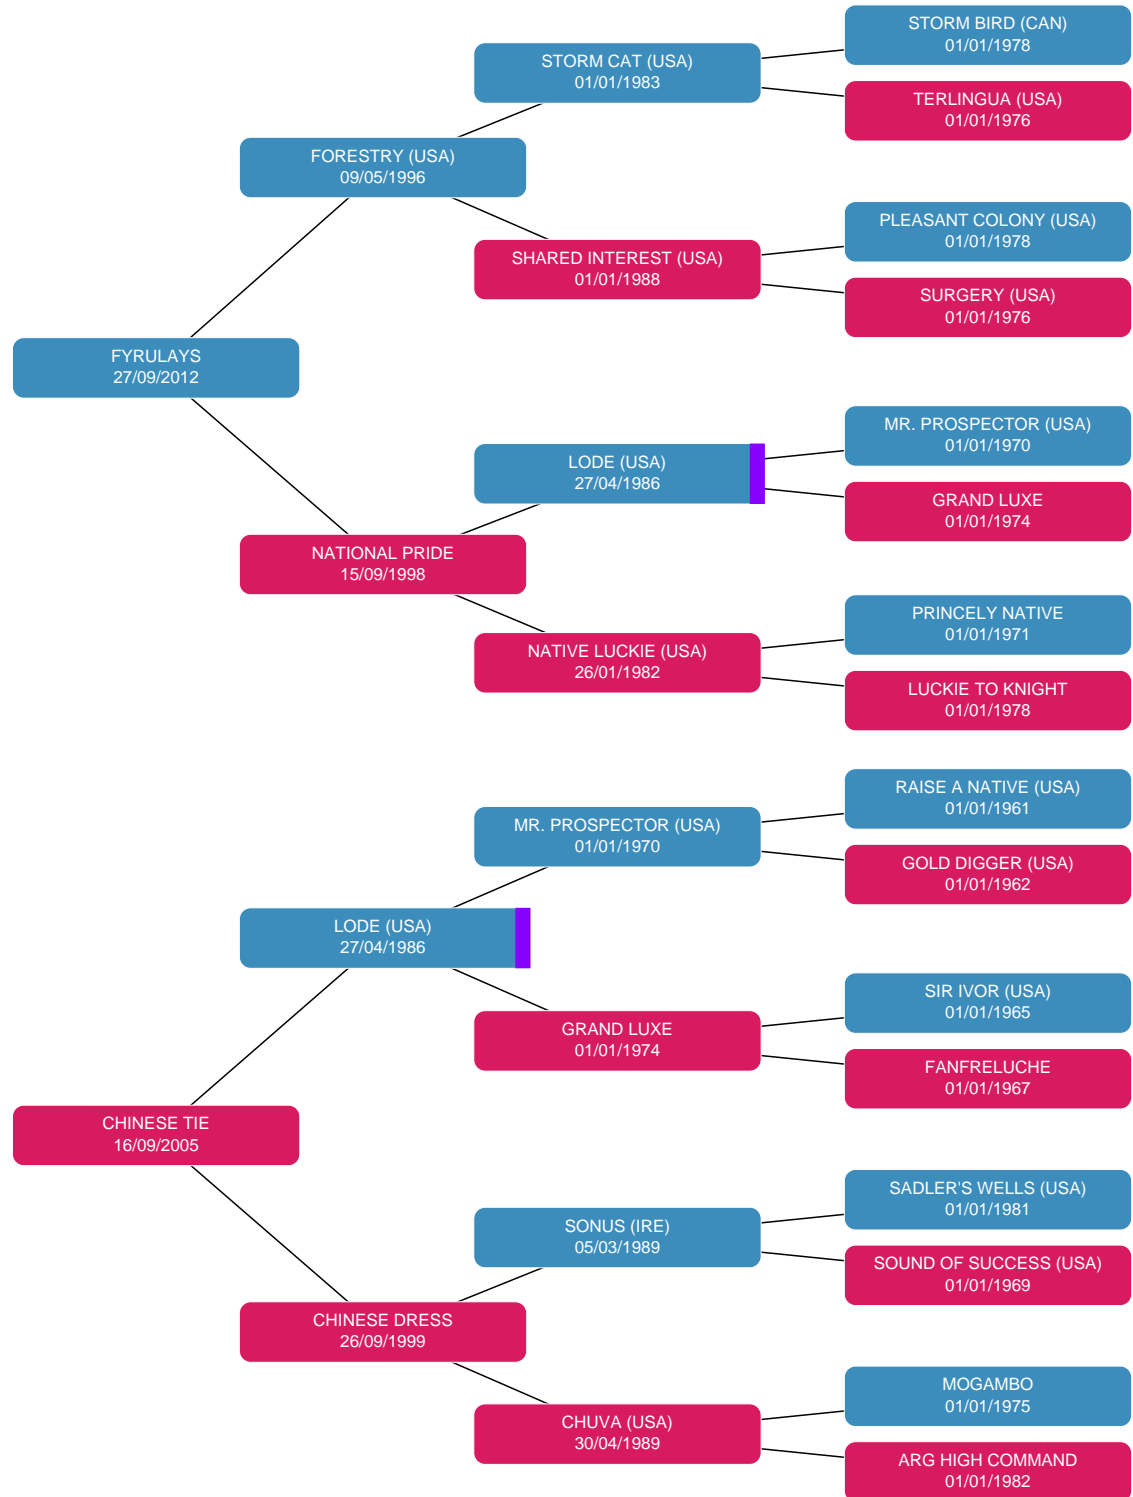 STORM BIRD (CAN)
01/01/1978
STORM CAT (USA)
01/01/1983
TERLINGUA (USA)
01/01/1976
FORESTRY (USA)
09/05/1996
PLEASANT COLONY (USA)
01/01/1978
SHARED INTEREST (USA)
01/01/1988
SURGERY (USA)
01/01/1976
FYRULAYS
27/09/2012
MR. PROSPECTOR (USA)
01/01/1970
LODE (USA)
27/04/1986
GRAND LUXE
01/01/1974
NATIONAL PRIDE
15/09/1998
PRINCELY NATIVE
01/01/1971
NATIVE LUCKIE (USA)
26/01/1982
LUCKIE TO KNIGHT
01/01/1978
RAISE A NATIVE (USA)
01/01/1961
MR. PROSPECTOR (USA)
01/01/1970
GOLD DIGGER (USA)
01/01/1962
LODE (USA)
27/04/1986
SIR IVOR (USA)
01/01/1965
GRAND LUXE
01/01/1974
FANFRELUCHE
01/01/1967
CHINESE TIE
16/09/2005
SADLER'S WELLS (USA)
01/01/1981
SONUS (IRE)
05/03/1989
SOUND OF SUCCESS (USA)
01/01/1969
CHINESE DRESS
26/09/1999
MOGAMBO
01/01/1975
CHUVA (USA)
30/04/1989
ARG HIGH COMMAND
01/01/1982